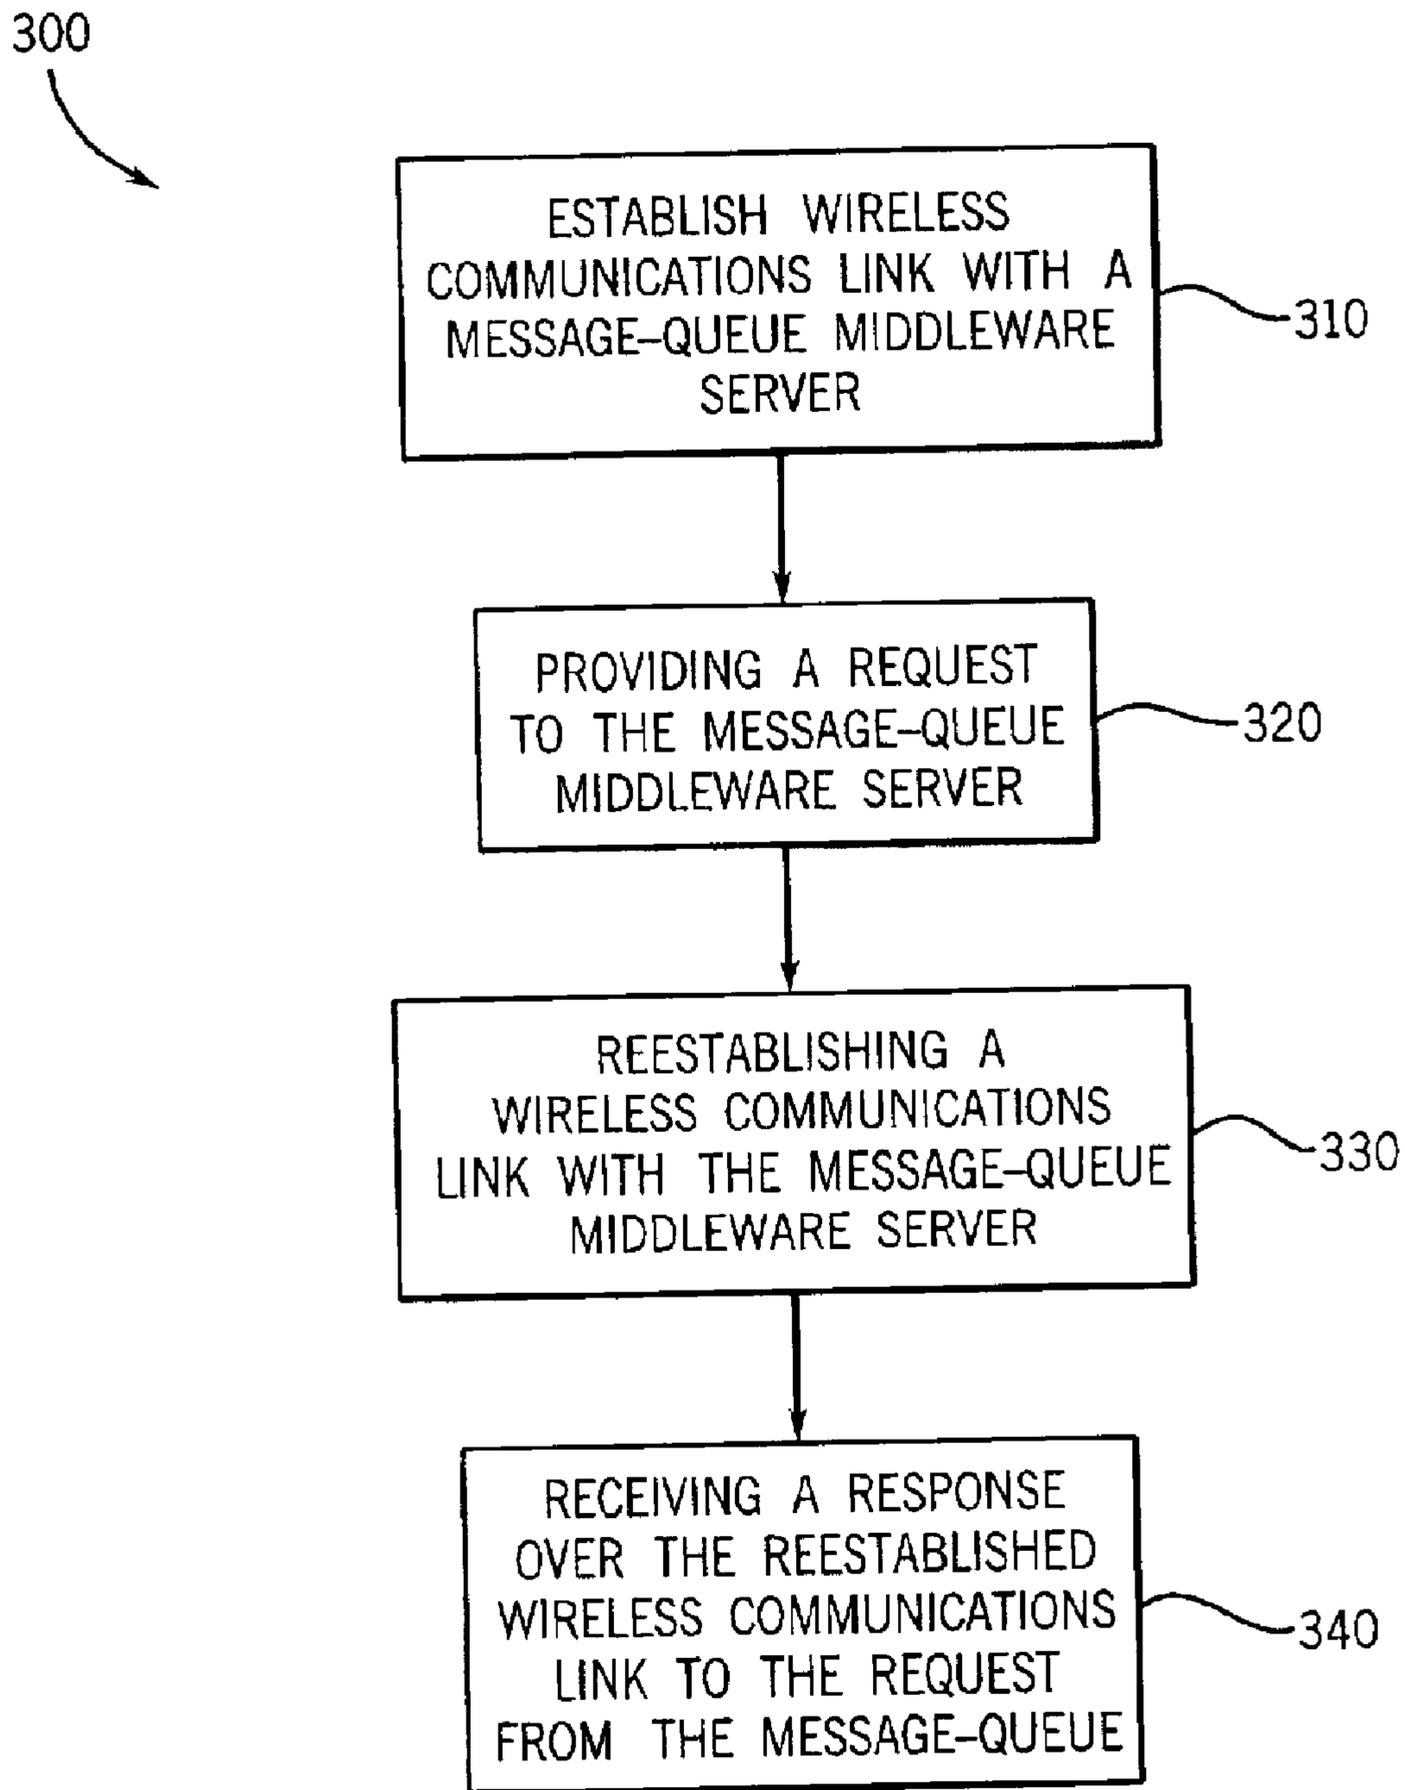 300
ESTABLISH WIRELESS
COMMUNICATIONS LINK WITH A
MESSAGE–QUEUE MIDDLEWARE
SERVER
310
PROVIDING A REQUEST
TO THE MESSAGE–QUEUE
MIDDLEWARE SERVER
320
REESTABLISHING A
WIRELESS COMMUNICATIONS
LINK WITH THE MESSAGE–QUEUE
MIDDLEWARE SERVER
330
RECEIVING A RESPONSE
OVER THE REESTABLISHED
WIRELESS COMMUNICATIONS
LINK TO THE REQUEST
FROM THE MESSAGE–QUEUE
340